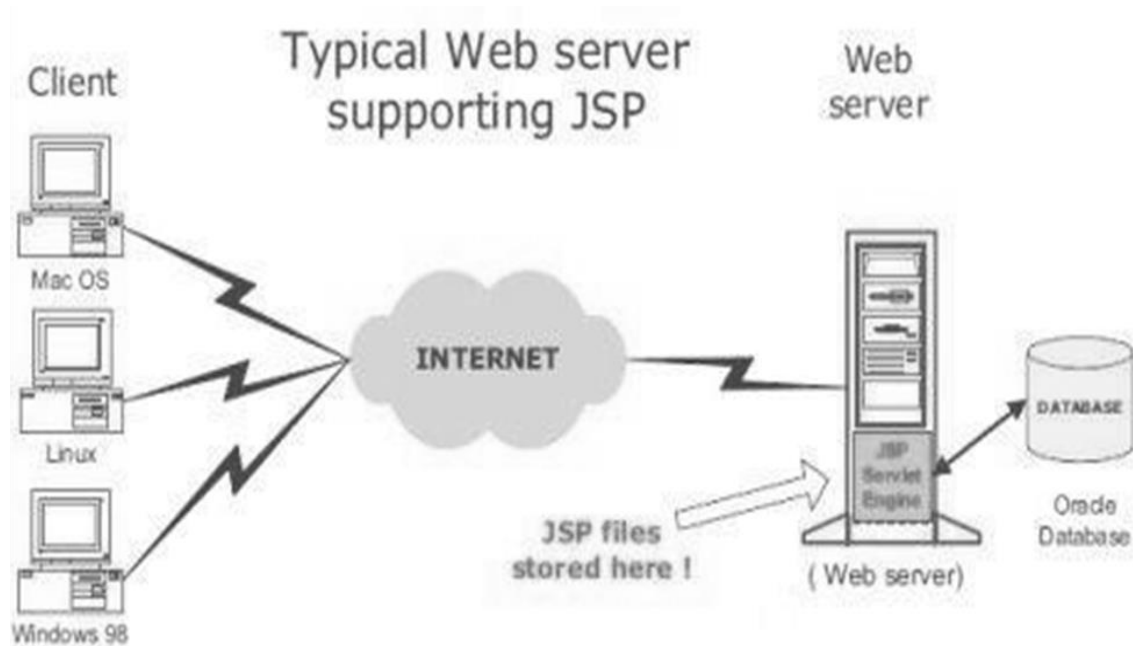 Typical Web server
supporting JSP
Client
Web
server
Mac OS
Linux
Windows 98
INTERNET
JSP
Servlet
Engine
JSP files
stored here !
( Web server)
DATABASE
Oracle
Database